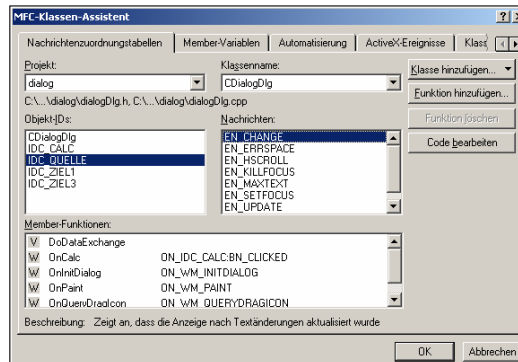 MFC-Klassen-Assistent
Nachrichtenzuordnungstabellen Member-Variablen Automatisierung ActiveX-Ereignisse Klass
Projekt: Klassenname: Klasse hinzufügen...
dialog CDialogDlg
C:\...\dialog\dialogDlg.h, C:\...\dialog\dialogDlg.cpp Funktion hinzufügen...
Objekt-IDs: Nachrichten: Funktion löschen
CDialogDlg EN_CHANGE
IDC_CALC EN_ERRSPACE Code bearbeiten
IDC_QUELLE EN_HSCROLL
IDC_ZIEL1 EN_KILLFOCUS
IDC_ZIEL3 EN_MAXTEXT
EN_SETFOCUS
EN_UPDATE
Member-Funktionen:
V DoDataExchange
W OnCalc ON_IDC_CALC:BN_CLICKED
W OnInitDialog ON_WM_INITDIALOG
W OnPaint ON_WM_PAINT
W OnQueryDragIcon ON_WM_QUERYDRAGICON
Beschreibung: Zeigt an, dass die Anzeige nach Textänderungen aktualisiert wurde
OK Abbrechen